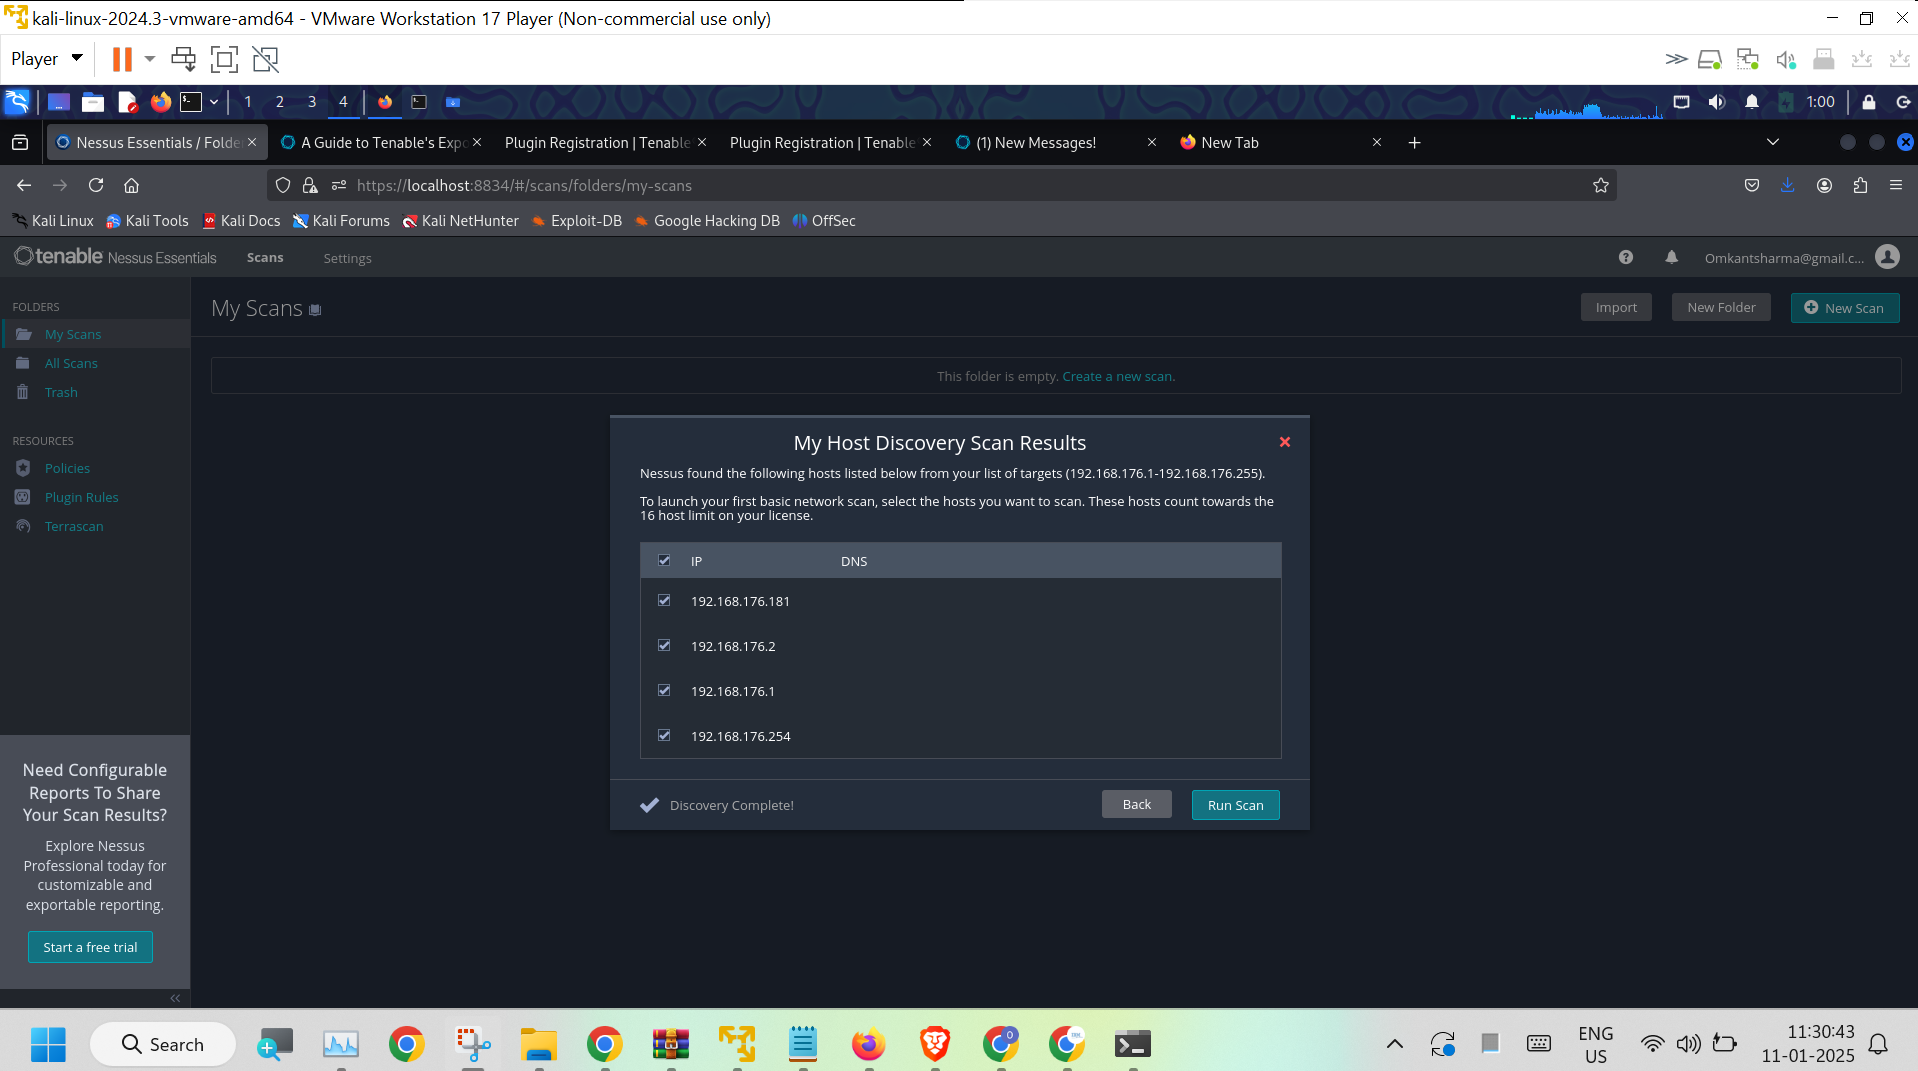 kali-linux-2024.3-vmware-amd64 - VMware Workstation 17 Player (Non-commercial use only)
Player
1 2 3 4
1:00
Nessus Essentials / Folde
A Guide to Tenable's Expo
Plugin Registration | Tenable
Plugin Registration | Tenable
(1) New Messages!
New Tab
https://localhost:8834/#/scans/folders/my-scans
Kali Linux
Kali Tools
Kali Docs
Kali Forums
Kali NetHunter
Exploit-DB
Google Hacking DB
OffSec
tenable Nessus Essentials
Scans
Settings
Omkantsharma@gmail.c...
FOLDERS
My Scans
All Scans
Trash
RESOURCES
Policies
Plugin Rules
Terrascan
My Scans
Import
New Folder
New Scan
This folder is empty. Create a new scan.
My Host Discovery Scan Results
Nessus found the following hosts listed below from your list of targets (192.168.176.1-192.168.176.255).
To launch your first basic network scan, select the hosts you want to scan. These hosts count towards the
16 host limit on your license.
IP DNS
192.168.176.181
192.168.176.2
192.168.176.1
192.168.176.254
Discovery Complete!
Back
Run Scan
Need Configurable
Reports To Share
Your Scan Results?
Explore Nessus
Professional today for
customizable and
exportable reporting.
Start a free trial
Search
ENG
US
11:30:43
11-01-2025